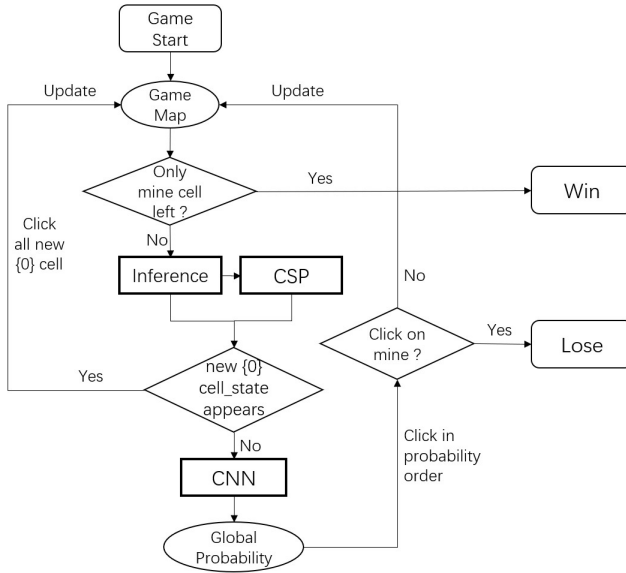 Game
Start
Update
Game
Map
Update
Only
mine cell
left ?
Yes
Win
Click
all new
{0} cell
No
Inference
CSP
No
Click on
mine ?
Yes
Lose
Yes
new {0}
cell_state
appears
No
Click in
probability
order
CNN
Global
Probability